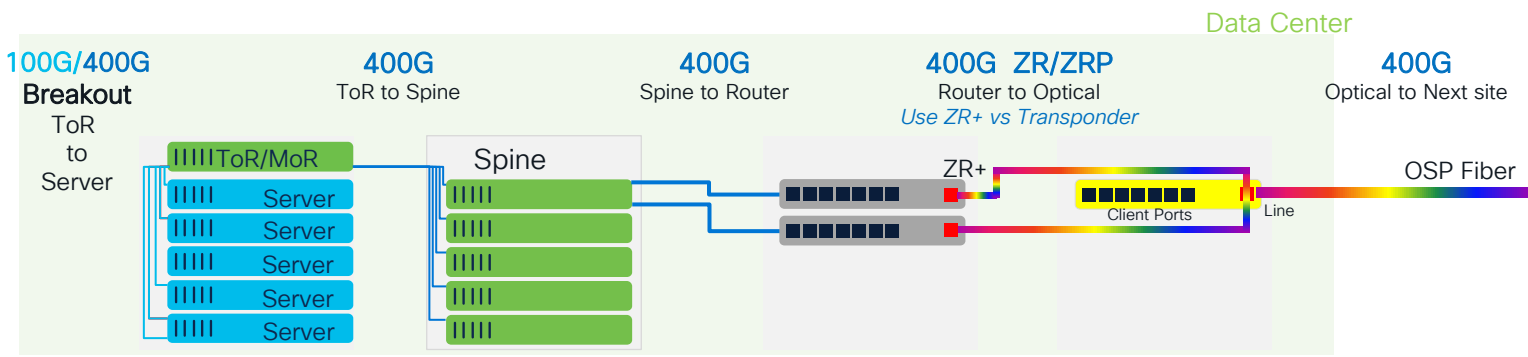 Data Center
100G/400G
Breakout
ToR
to
Server
400G
ToR to Spine
400G
Spine to Router
400G ZR/ZRP
Router to Optical
Use ZR+ vs Transponder
400G
Optical to Next site
ToR/MoR
Server
Server
Server
Server
Server
Spine
ZR+
Client Ports
Line
OSP Fiber